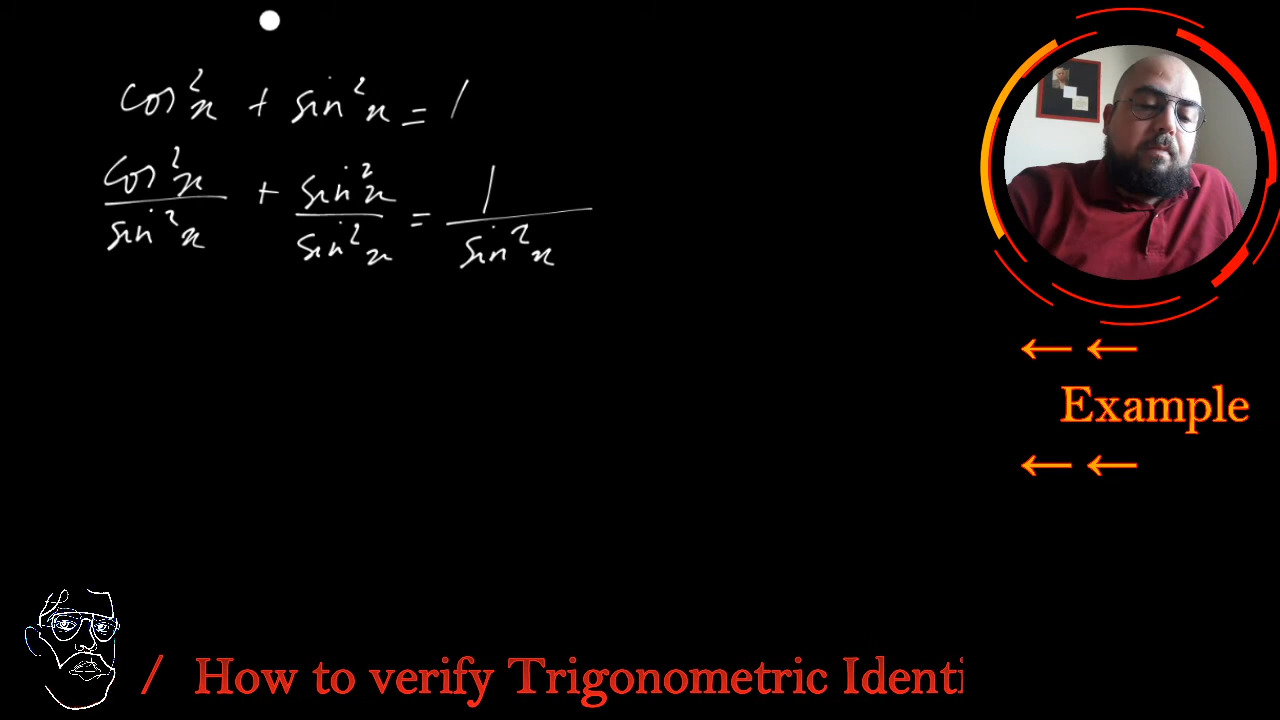 cos²x + sin²x = 1
cos²x/sin²x + sin²x/sin²x = 1/sin²x
←←
Example
←←
/ How to verify Trigonometric Identi